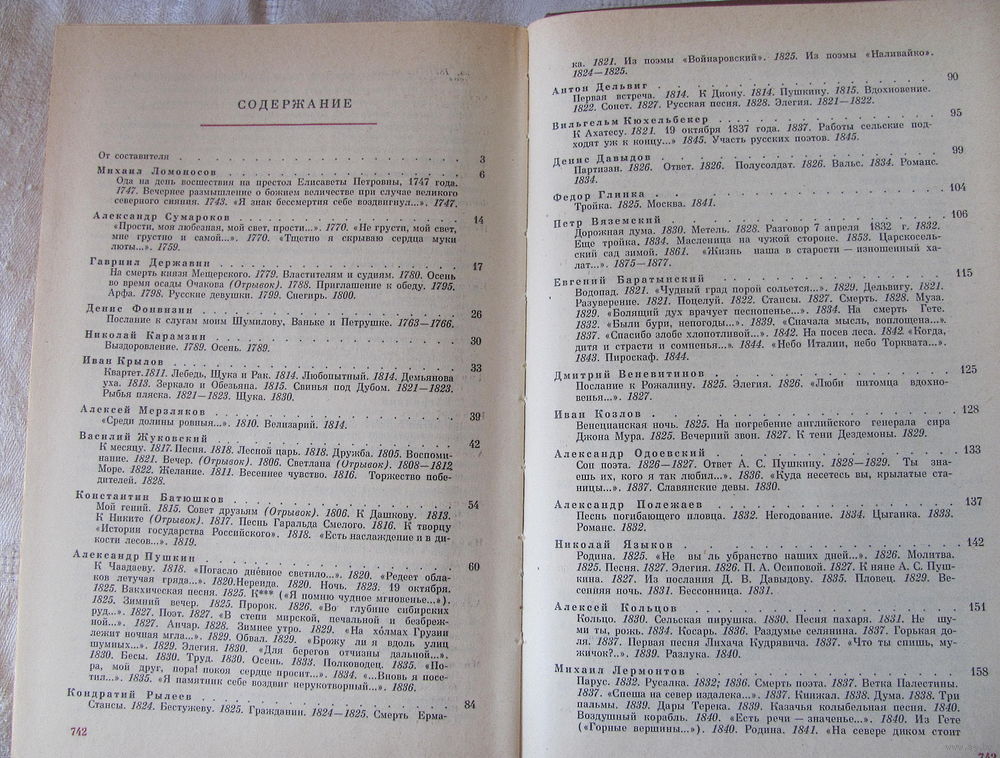 СОДЕРЖАНИЕ
От составителя . . . 3
Михаил Ломоносов . . . 6
Ода на день восшествия на престол Елисаветы Петровны, 1747 года.
1747. Вечернее размышление о божием величестве при случае великого
северного сияния. 1743. «Я знак бессмертия себе воздвигнул...». 1747.
Александр Сумароков . . . 14
«Прости, моя любезная, мой свет, прости...». 1770. «Не грусти, мой свет,
мне грустно и самой...». 1770. «Тщетно я скрываю сердца муки
люты...». 1759.
Гавриил Державин . . . 17
На смерть князя Мещерского. 1779. Властителям и судиям. 1780. Осень
во время осады Очакова (Отрывок). 1788. Приглашение к обеду. 1795.
Арфа. 1798. Русские девушки. 1799. Снегирь. 1800.
Денис Фонвизин . . . 26
Послание к слугам моим Шумилову, Ваньке и Петрушке. 1763—1766.
Николай Карамзин . . . 30
Выздоровление. 1789. Осень. 1789.
Иван Крылов . . . 33
Квартет.1811. Лебедь, Щука и Рак. 1814. Любопытный. 1814. Демьянова
уха. 1813. Зеркало и Обезьяна. 1815. Свинья под Дубом. 1821—1823.
Рыбья пляска. 1821—1823. Щука. 1830.
Алексей Мерзляков . . . 39
«Среди долины ровныя...». 1810. Велизарий. 1814.
Василий Жуковский . . . 42
К месяцу. 1817. Песня. 1818. Лесной царь. 1818. Дружба. 1805. Воспоми-
нание. 1821. Вечер. (Отрывок). 1806. Светлана (Отрывок). 1808—1812.
Море. 1822. Желание. 1811. Весеннее чувство. 1816. Торжество побе-
дителей. 1828.
Константин Батюшков . . . 54
Мой гений. 1815. Совет друзьям (Отрывок). 1806. К Дашкову. 1813.
К Никите (Отрывок). 1817. Песнь Гаральда Смелого. 1816. К творцу
«Истории государства Российского». 1818. «Есть наслаждение и в ди-
кости лесов...». 1819.
Александр Пушкин . . . 60
К Чаадаеву. 1818. «Погасло дневное светило...». 1820. «Редеет обла-
ков летучая гряда...». 1820.Нереида. 1820. Ночь. 1823. 19 октября.
1825. Вакхическая песня. 1825. К*** («Я помню чудное мгновенье...»).
1825. Зимний вечер. 1825. Пророк. 1826. «Во глубине сибирских
руд...». 1827. Поэт. 1827. «В степи мирской, печальной и безбреж-
ной...». 1827. Анчар. 1828. Зимнее утро. 1829. «На холмах Грузии
лежит ночная мгла...». 1829. Обвал. 1829. «Брожу ли я вдоль улиц
шумных...». 1829. Элегия. 1830. «Для берегов отчизны дальной...».
1830. Бесы. 1830. Труд. 1830. Осень. 1833. Полководец. 1835. «По-
ра, мой друг, пора! покоя сердце просит...». 1834. «...Вновь я посе-
тил...». 1835. «Я памятник себе воздвиг нерукотворный...». 1836.
Кондратий Рылеев . . . 84
Стансы. 1824. Бестужеву. 1825. Гражданин. 1824—1825. Смерть Ерма-
742
ка. 1821. Из поэмы «Войнаровский». 1825. Из поэмы «Наливайко».
1824—1825.
Антон Дельвиг . . . 90
Первая встреча. 1814. К Диону. 1814. Пушкину. 1815. Вдохновение.
1822. Сонет. 1827. Русская песня. 1828. Элегия. 1821—1822.
Вильгельм Кюхельбекер . . . 95
К Ахатесу. 1821. 19 октября 1837 года. 1837. Работы сельские под-
ходят уж к концу...» 1845. Участь русских поэтов. 1845.
Денис Давыдов . . . 99
Партизан. 1826. Ответ. 1826. Полусолдат. 1826. Вальс. 1834. Романс.
1834.
Федор Глинка . . . 104
Тройка. 1825. Москва. 1841.
Петр Вяземский . . . 106
Дорожная дума. 1830. Метель. 1828. Разговор 7 апреля 1832 г. 1832.
Еще тройка. 1834. Масленица на чужой стороне. 1853. Царскосель-
ский сад зимой. 1861. «Жизнь наша в старости — изношенный ха-
лат...». 1875—1877.
Евгений Баратынский . . . 115
Водопад. 1821. «Чудный град порой сольется...». 1829. Дельвигу. 1821.
Разуверение. 1821. Поцелуй. 1822. Стансы. 1827. Смерть. 1828. Муза.
1829. «Болящий дух врачует песнопенье...». 1834. На смерть Гете.
1832. «Были бури, непогоды...». 1839. «Сначала мысль, воплощена...».
1837. «Спасибо злобе хлопотливой...». 1842. На посев леса. 1842. «Когда,
дитя и страсти и сомненья...». 1844. «Небо Италии, небо Торквата...».
1843. Пироскаф. 1844.
Дмитрий Веневитинов . . . 125
Послание к Рожалину. 1825. Элегия. 1826. «Люби питомца вдохно-
венья...». 1827.
Иван Козлов . . . 128
Венецианская ночь. 1825. На погребение английского генерала сира
Джона Мура. 1825. Вечерний звон. 1827. К тени Дездемоны. 1829.
Александр Одоевский . . . 133
Сон поэта. 1826—1827. Ответ А. С. Пушкину. 1828—1829. Ты зна-
ешь их, кого я так любил...». 1836. «Куда несетесь вы, крылатые ста-
ницы...». 1837. Славянские девы. 1830.
Александр Полежаев . . . 137
Песнь погибающего пловца. 1832. Негодование. 1834. Цыганка. 1833.
Романс. 1832.
Николай Языков . . . 142
Родина. 1825. «Не вы ль убранство наших дней...». 1826. Молитва.
1825. Песня. 1827. Элегия. 1826. П. А. Осиповой. 1827. К няне А. С. Пуш-
кина. 1827. Из послания Д. В. Давыдову. 1835. Пловец. 1829. Ве-
сенняя ночь. 1831. Бессонница. 1831.
Алексей Кольцов . . . 151
Кольцо. 1830. Сельская пирушка. 1830. Песня пахаря. 1831. Не шу-
ми ты, рожь. 1834. Косарь. 1836. Раздумье селянина. 1837. Горькая до-
ля. 1837. Первая песня Лихача Кудрявича. 1837. «Что ты спишь, му-
жичок?..». 1839. Разлука. 1840.
Михаил Лермонтов . . . 158
Парус. 1832. Русалка. 1832; 1836. Смерть поэта. 1837. Ветка Палестины.
1837. «Спеша на север издалека...». 1837. Кинжал. 1838. Дума. 1838. Три
пальмы. 1839. Дары Терека. 1839. Казачья колыбельная песня. 1840.
Воздушный корабль. 1840. «Есть речи — значенье...». 1840. Из Гете
(«Горные вершины...»). 1840. Родина. 1841. «На севере диком стоит
743